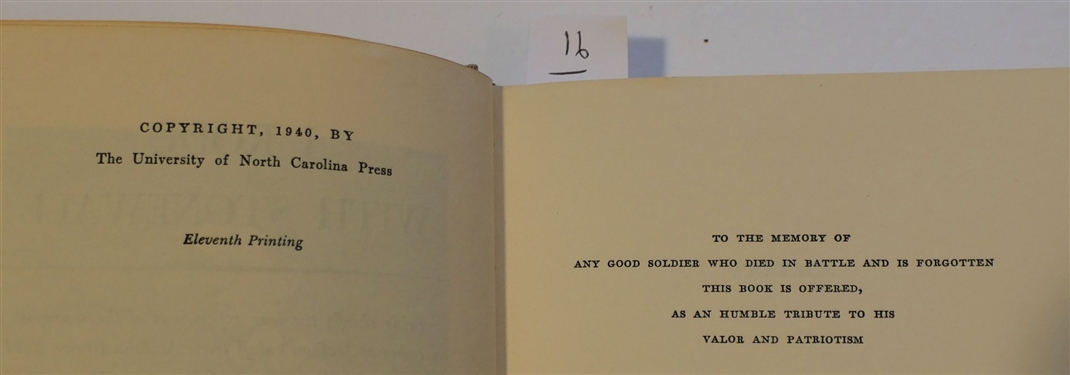 16
COPYRIGHT, 1940, BY
The University of North Carolina Press
Eleventh Printing
WITH STONEWALL
TO THE MEMORY OF
ANY GOOD SOLDIER WHO DIED IN BATTLE AND IS FORGOTTEN
THIS BOOK IS OFFERED,
AS AN HUMBLE TRIBUTE TO HIS
VALOR AND PATRIOTISM